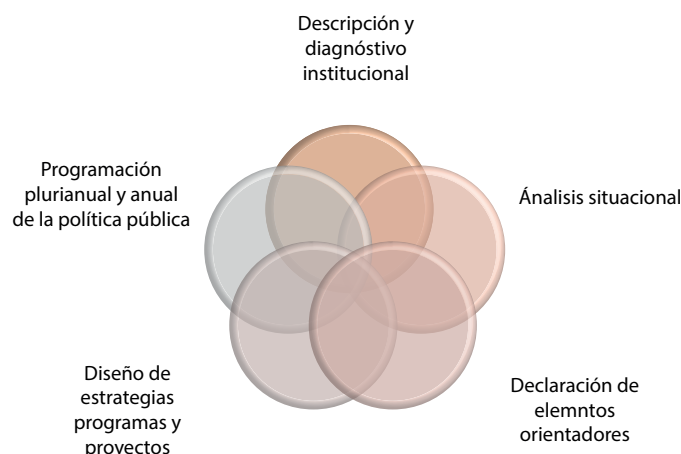 Descripción y
diagnóstivo
institucional
Programación
plurianual y anual
de la política pública
Ánalisis situacional
Diseño de
estrategias
programas y
proyectos
Declaración de
elemntos
orientadores